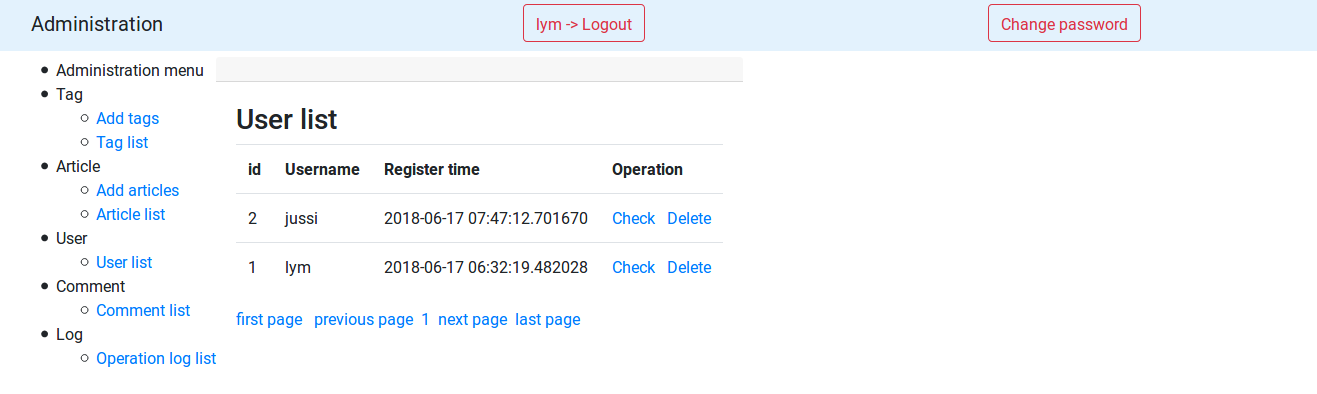 Administration lym -> Logout Change password
Administration menu
Tag
Add tags
Tag list
Article
Add articles
Article list
User
User list
Comment
Comment list
Log
Operation log list
User list
id Username Register time Operation
2 jussi 2018-06-17 07:47:12.701670 Check Delete
1 lym 2018-06-17 06:32:19.482028 Check Delete
first page previous page 1 next page last page